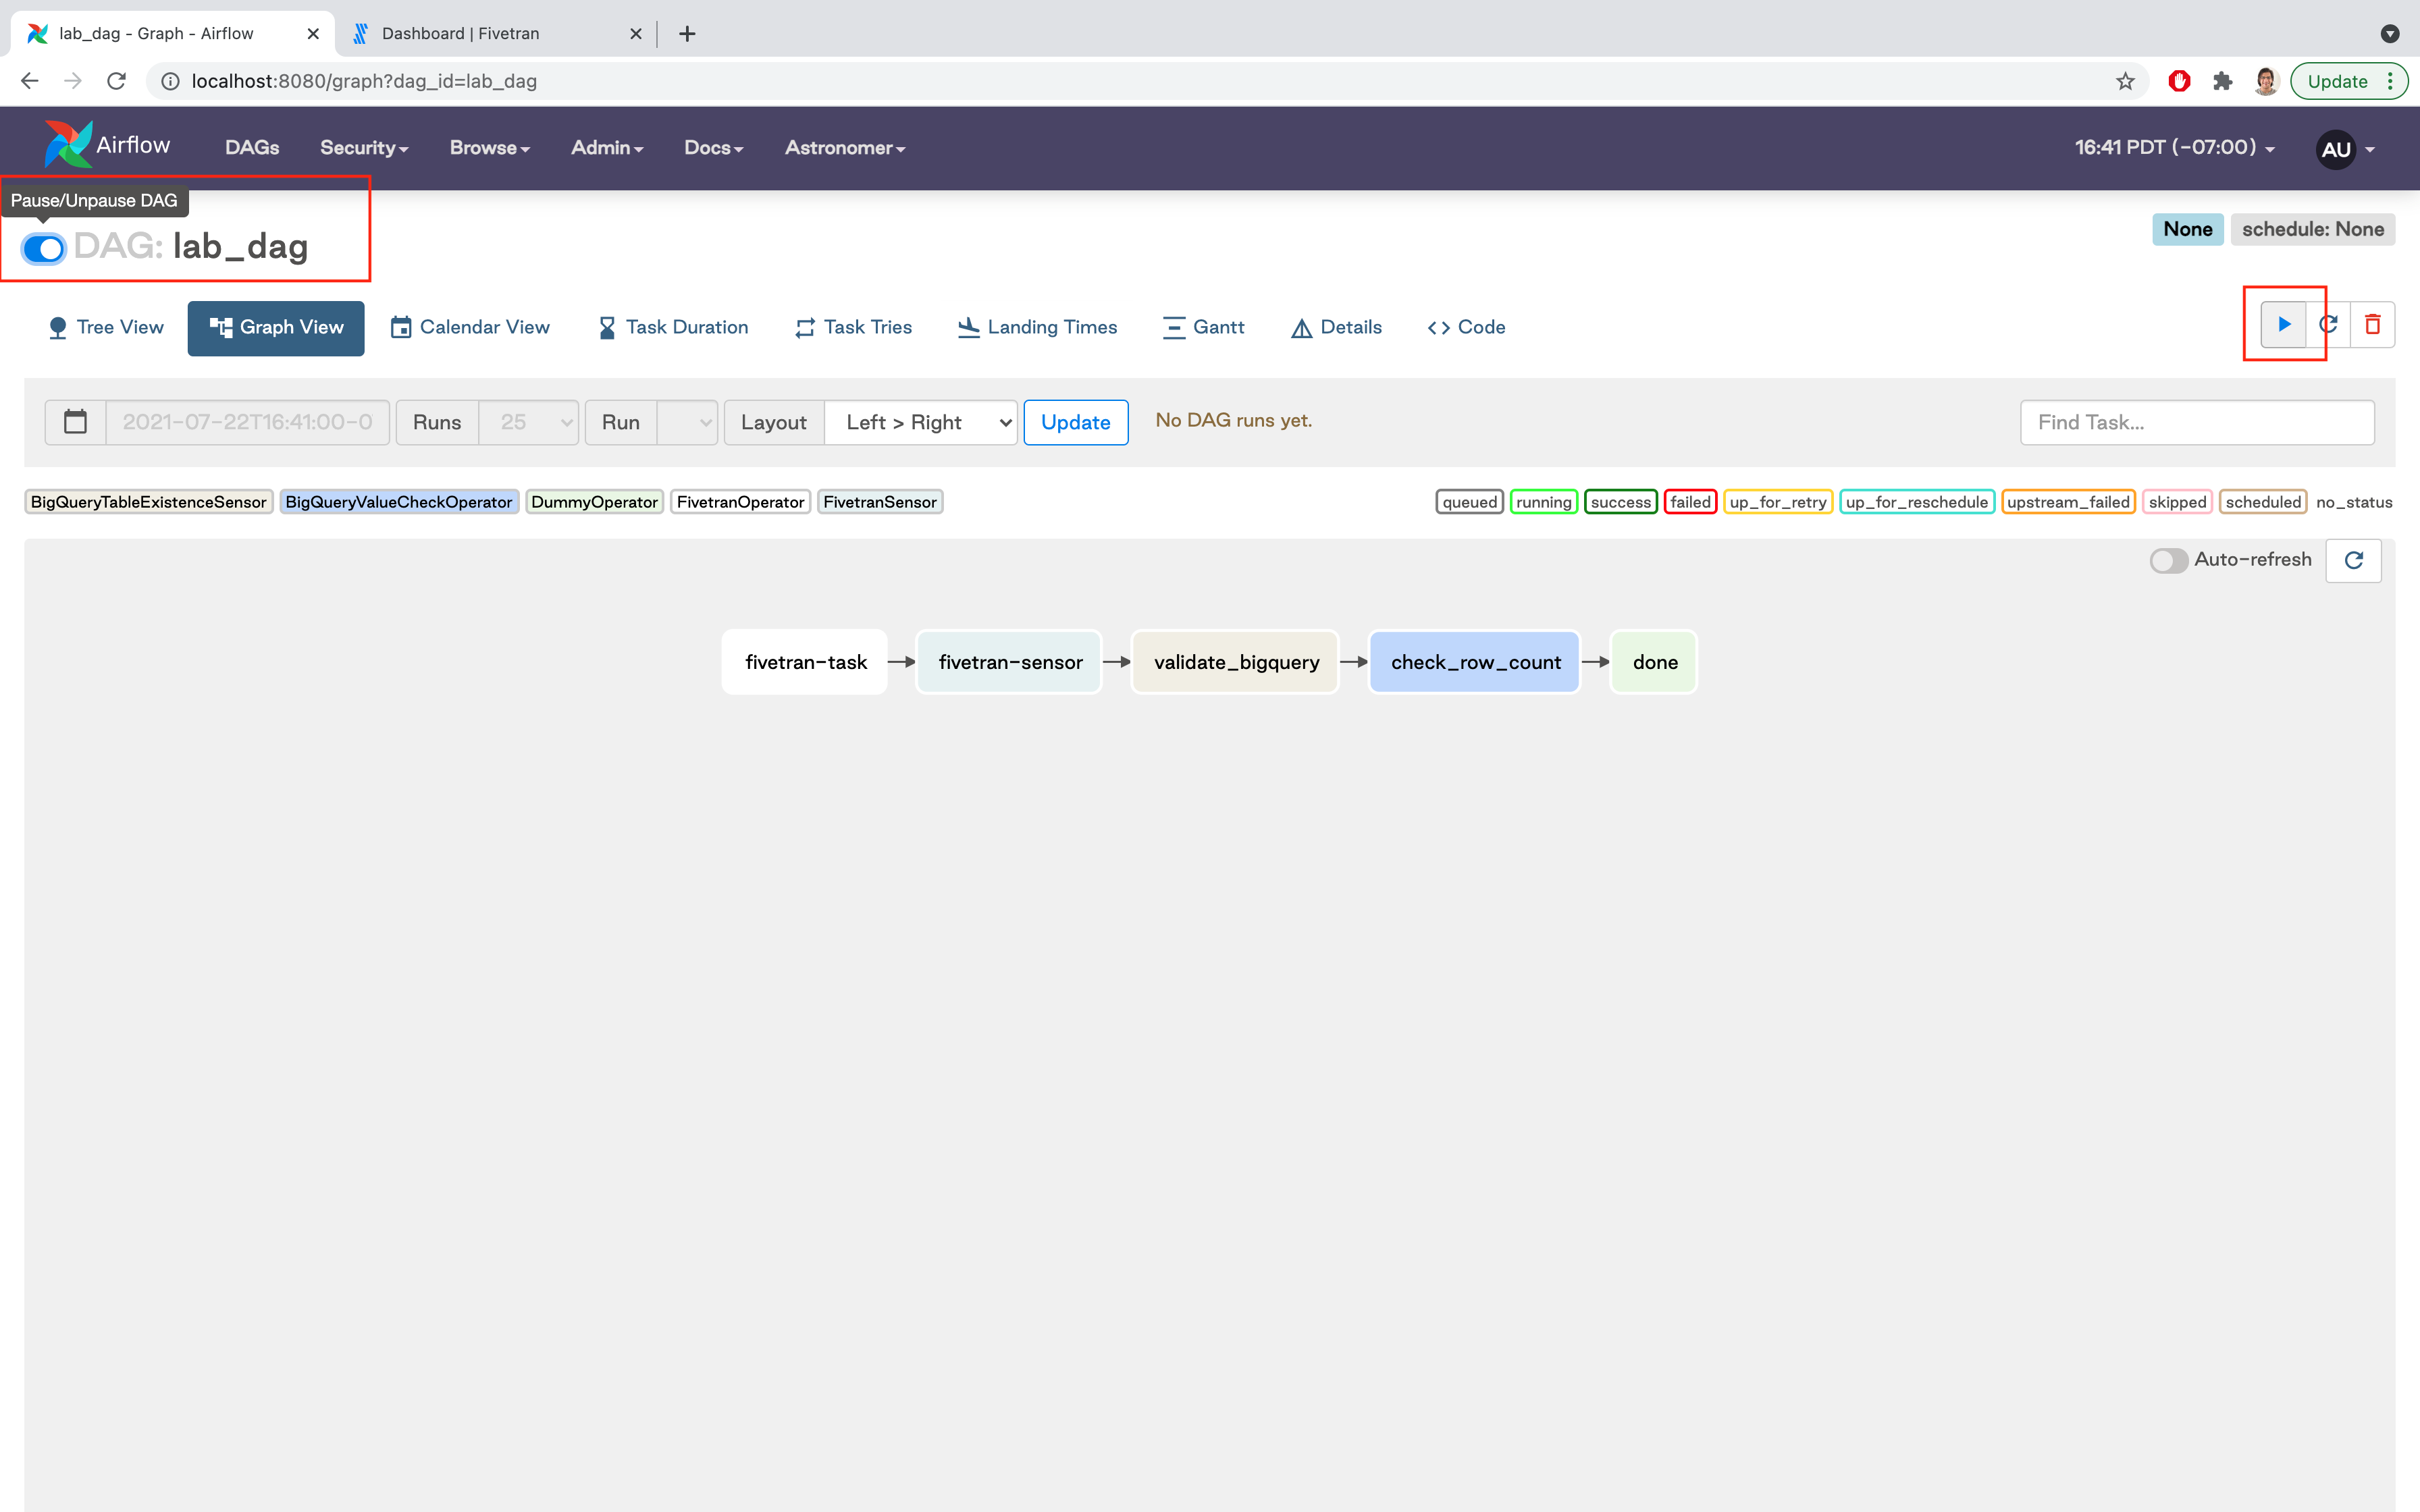 lab_dag - Graph - Airflow
Dashboard | Fivetran
localhost:8080/graph?dag_id=lab_dag
Update
Airflow DAGs Security Browse Admin Docs Astronomer 16:41 PDT (-07:00) AU
Pause/Unpause DAG
DAG: lab_dag
None schedule: None
Tree View Graph View Calendar View Task Duration Task Tries Landing Times Gantt Details Code
2021-07-22T16:41:00-0 Runs 25 Run Layout Left > Right Update No DAG runs yet. Find Task...
BigQueryTableExistenceSensor BigQueryValueCheckOperator DummyOperator FivetranOperator FivetranSensor queued running success failed up_for_retry up_for_reschedule upstream_failed skipped scheduled no_status
Auto-refresh
fivetran-task fivetran-sensor validate_bigquery check_row_count done